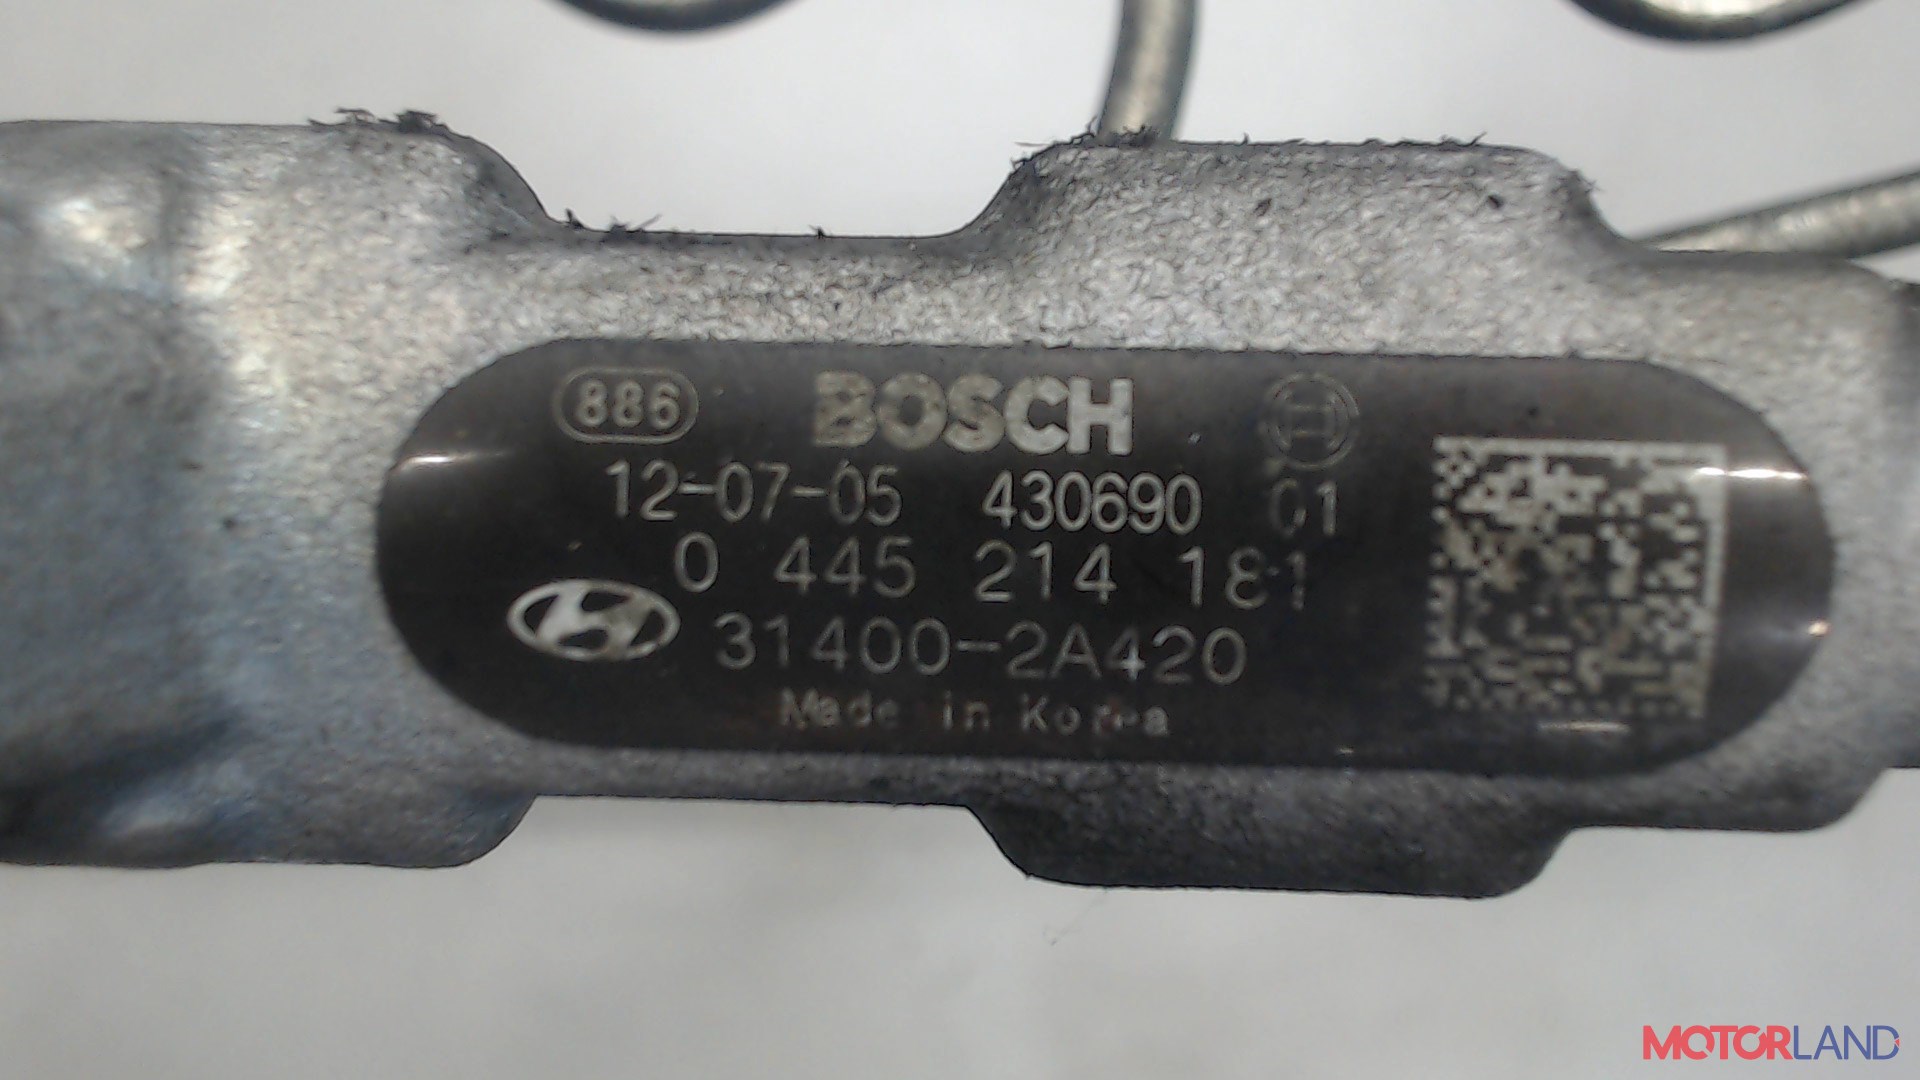 886 BOSCH
12-07-05 430690 01
0 445 214 181
31400-2A420
Made in Korea
MOTORLAND